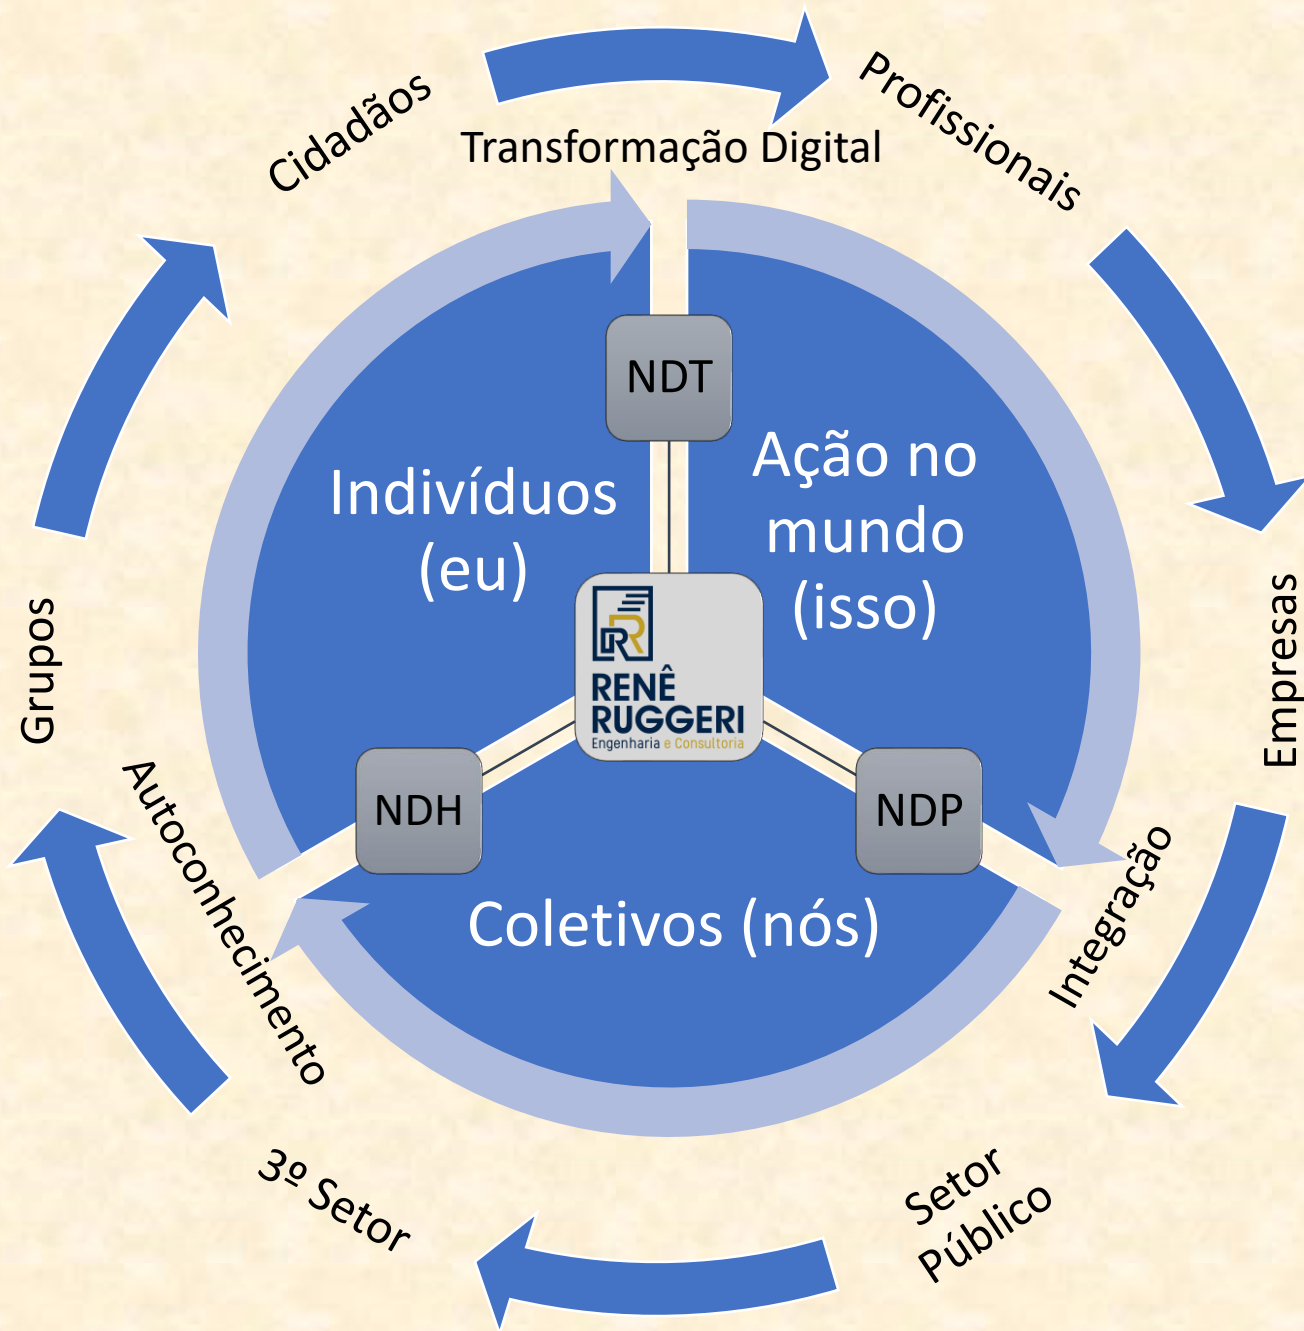 Cidadãos
Profissionais
Transformação Digital
NDT
Indivíduos
(eu)
Ação no
mundo
(isso)
RR
RENÊ
RUGGERI
Engenharia e Consultoria
Grupos
Empresas
NDH
NDP
Autoconhecimento
Integração
Coletivos (nós)
3º Setor
Setor
Público